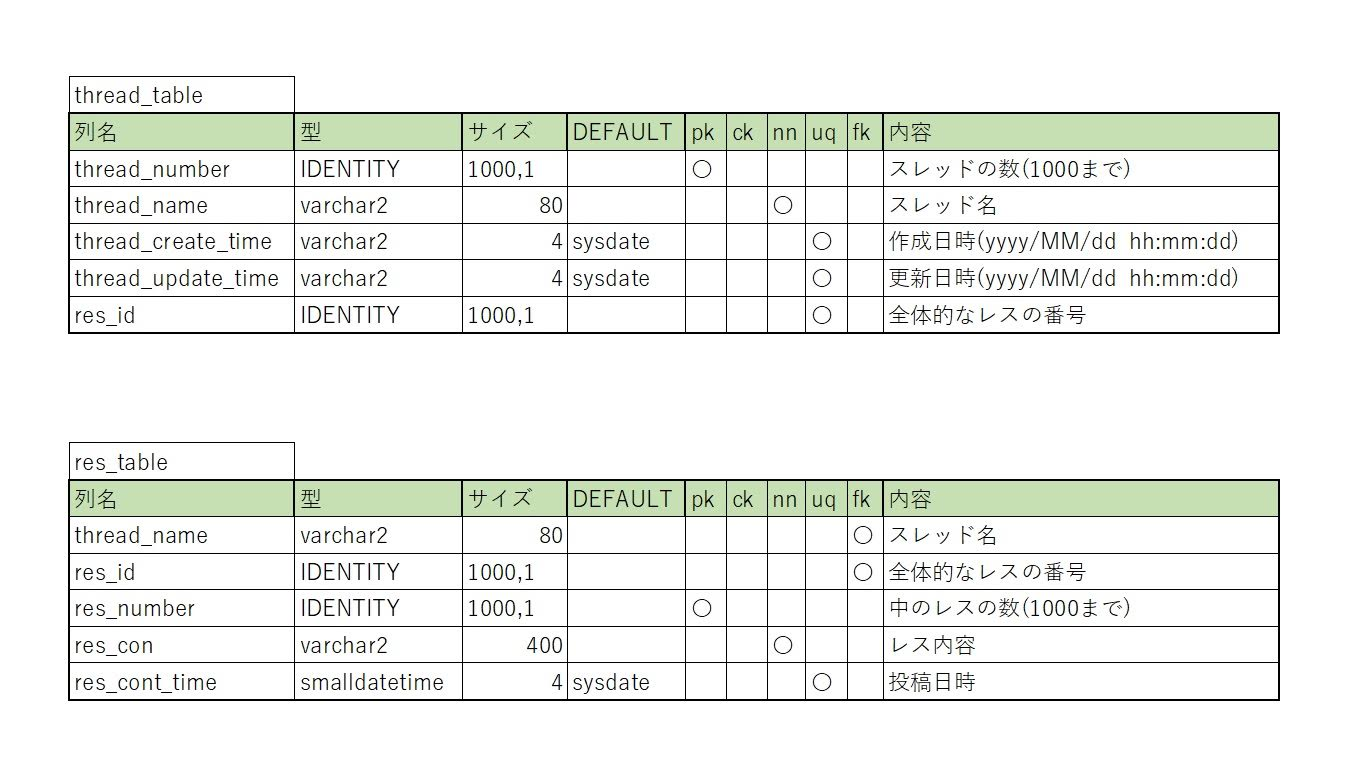 thread_table
列名 型 サイズ DEFAULT pk ck nn uq fk 内容
thread_number IDENTITY 1000,1 〇 スレッドの数(1000まで)
thread_name varchar2 80 〇 スレッド名
thread_create_time varchar2 4 sysdate 〇 作成日時(yyyy/MM/dd hh:mm:dd)
thread_update_time varchar2 4 sysdate 〇 更新日時(yyyy/MM/dd hh:mm:dd)
res_id IDENTITY 1000,1 〇 全体的なレスの番号
res_table
列名 型 サイズ DEFAULT pk ck nn uq fk 内容
thread_name varchar2 80 〇 スレッド名
res_id IDENTITY 1000,1 〇 全体的なレスの番号
res_number IDENTITY 1000,1 〇 中のレスの数(1000まで)
res_con varchar2 400 〇 レス内容
res_cont_time smalldatetime 4 sysdate 〇 投稿日時